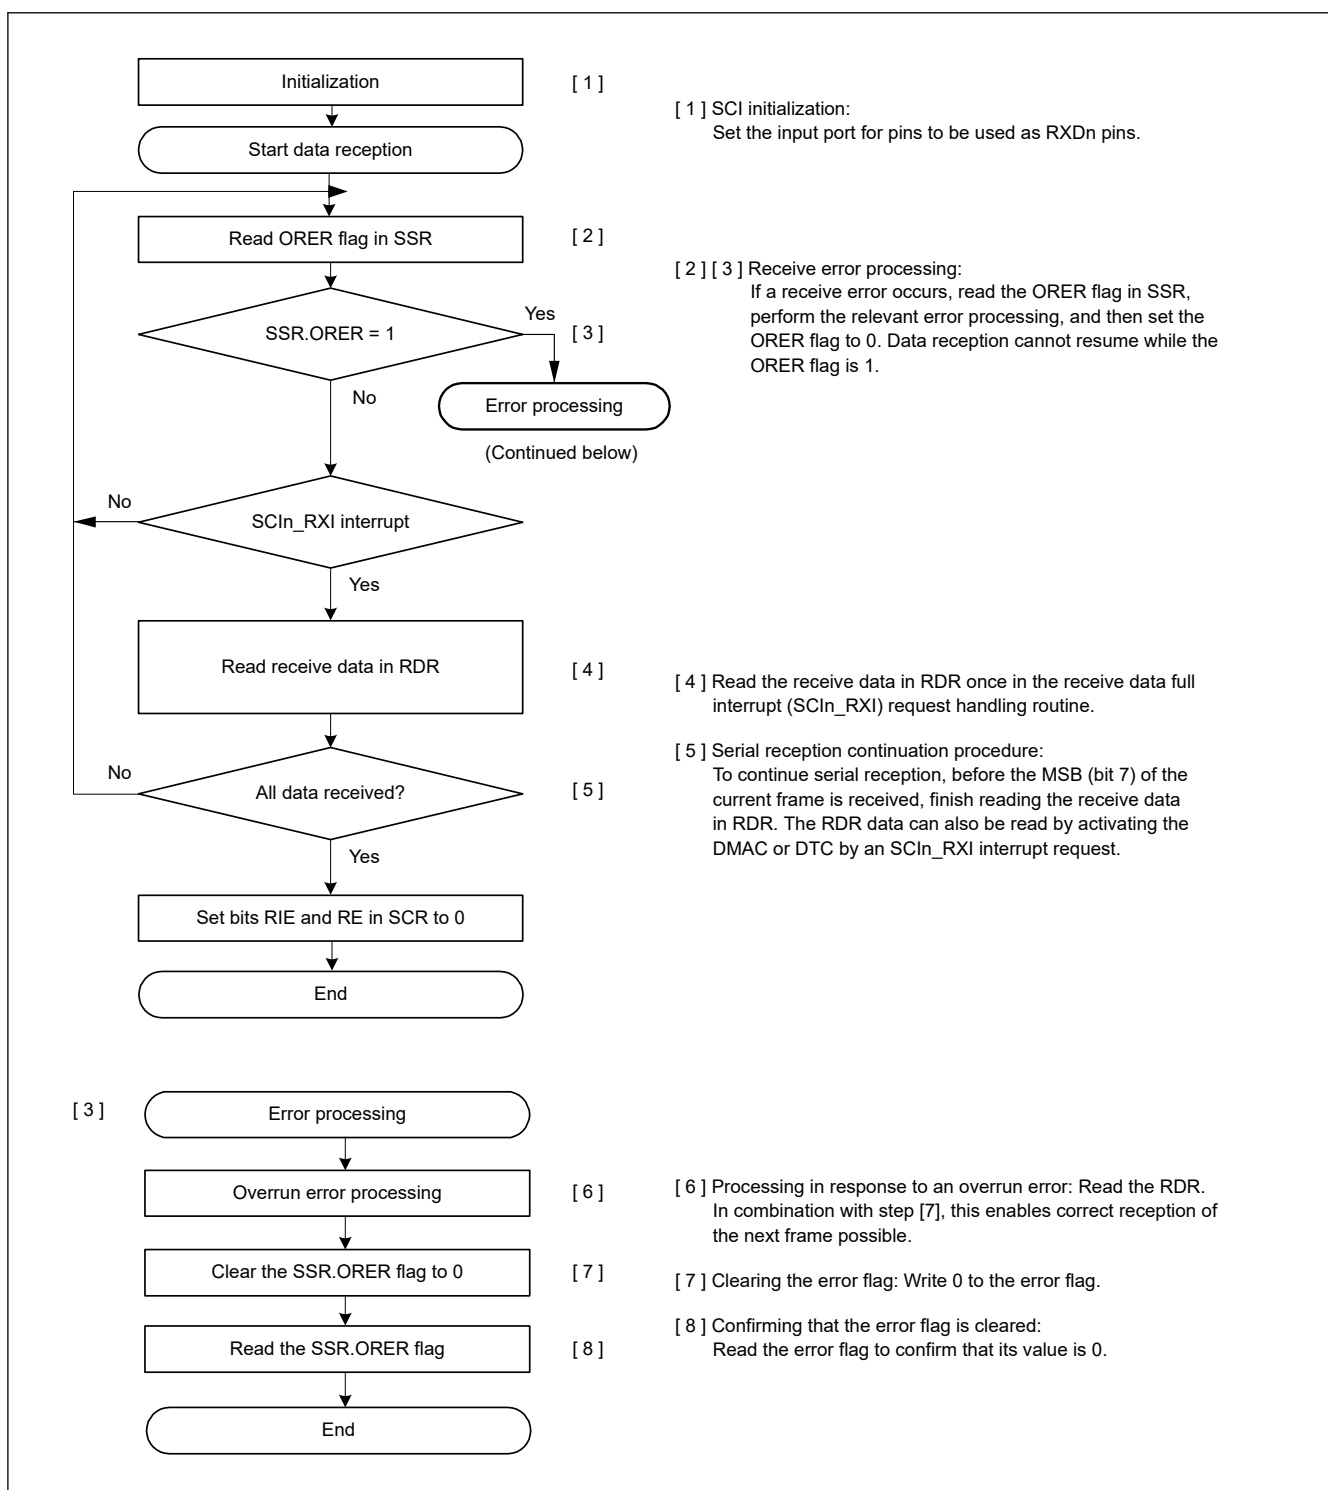 Initialization
[ 1 ]
[ 1 ] SCI initialization:
Set the input port for pins to be used as RXDn pins.
Start data reception
Read ORER flag in SSR
[ 2 ]
[ 2 ] [ 3 ] Receive error processing:
If a receive error occurs, read the ORER flag in SSR,
perform the relevant error processing, and then set the
ORER flag to 0. Data reception cannot resume while the
ORER flag is 1.
SSR.ORER = 1
Yes
[ 3 ]
No
Error processing
(Continued below)
No
SCIn_RXI interrupt
Yes
Read receive data in RDR
[ 4 ]
[ 4 ] Read the receive data in RDR once in the receive data full
interrupt (SCIn_RXI) request handling routine.
No
All data received?
[ 5 ]
[ 5 ] Serial reception continuation procedure:
To continue serial reception, before the MSB (bit 7) of the
current frame is received, finish reading the receive data
in RDR. The RDR data can also be read by activating the
DMAC or DTC by an SCIn_RXI interrupt request.
Yes
Set bits RIE and RE in SCR to 0
End
[ 3 ]
Error processing
Overrun error processing
[ 6 ]
[ 6 ] Processing in response to an overrun error: Read the RDR.
In combination with step [7], this enables correct reception of
the next frame possible.
Clear the SSR.ORER flag to 0
[ 7 ]
[ 7 ] Clearing the error flag: Write 0 to the error flag.
Read the SSR.ORER flag
[ 8 ]
[ 8 ] Confirming that the error flag is cleared:
Read the error flag to confirm that its value is 0.
End